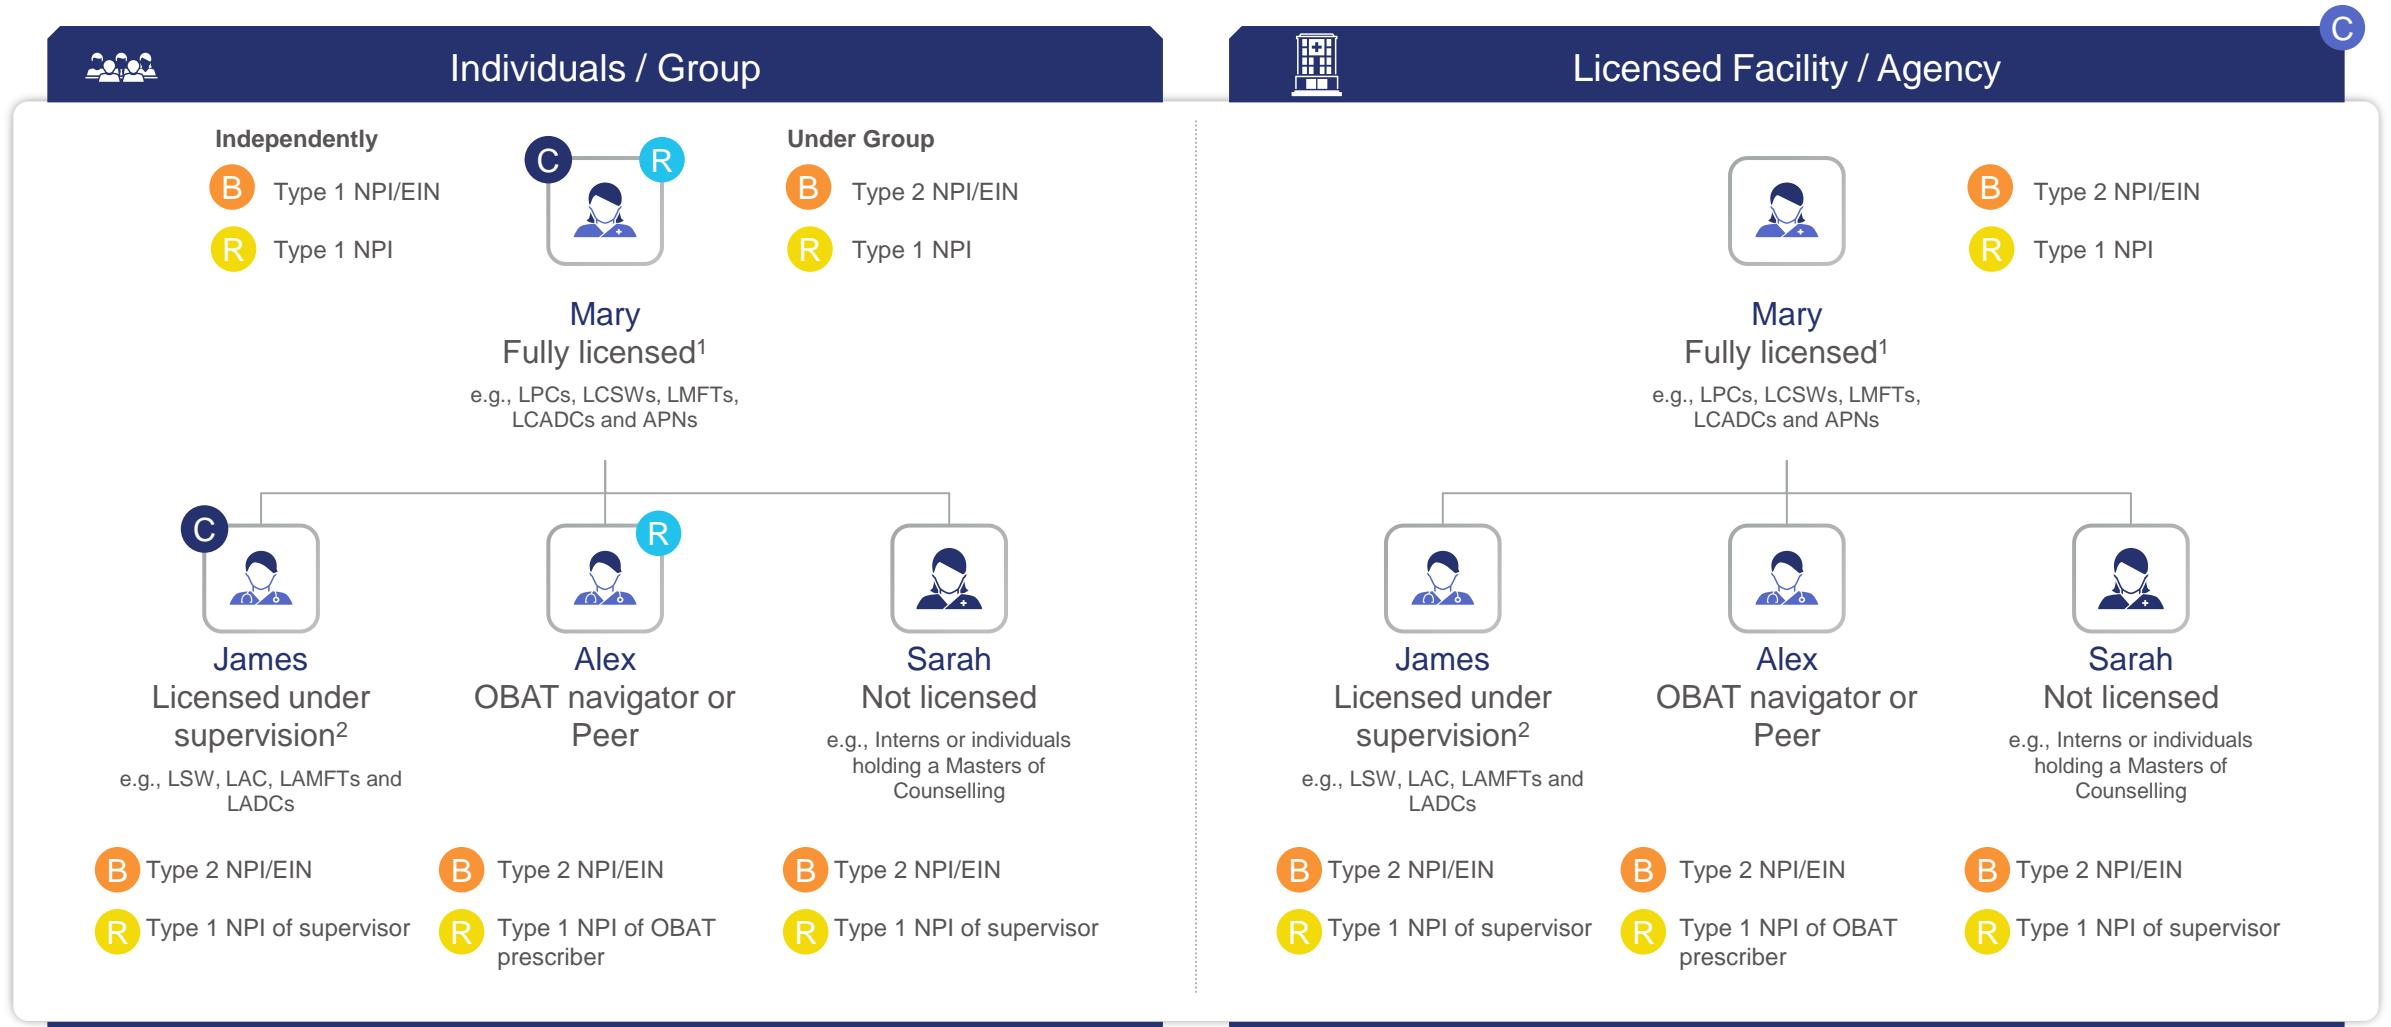 C
Individuals / Group
Licensed Facility / Agency
Independently
B Type 1 NPI/EIN
R Type 1 NPI
C R
Under Group
B Type 2 NPI/EIN
R Type 1 NPI
Mary
Fully licensed1
e.g., LPCs, LCSWs, LMFTs,
LCADCs and APNs
C
James
Licensed under
supervision2
e.g., LSW, LAC, LAMFTs and
LADCs
B Type 2 NPI/EIN
R Type 1 NPI of supervisor
R
Alex
OBAT navigator or
Peer
B Type 2 NPI/EIN
R Type 1 NPI of OBAT
prescriber
Sarah
Not licensed
e.g., Interns or individuals
holding a Masters of
Counselling
B Type 2 NPI/EIN
R Type 1 NPI of supervisor
B Type 2 NPI/EIN
R Type 1 NPI
Mary
Fully licensed1
e.g., LPCs, LCSWs, LMFTs,
LCADCs and APNs
James
Licensed under
supervision2
e.g., LSW, LAC, LAMFTs and
LADCs
B Type 2 NPI/EIN
R Type 1 NPI of supervisor
Alex
OBAT navigator or
Peer
B Type 2 NPI/EIN
R Type 1 NPI of OBAT
prescriber
Sarah
Not licensed
e.g., Interns or individuals
holding a Masters of
Counselling
B Type 2 NPI/EIN
R Type 1 NPI of supervisor